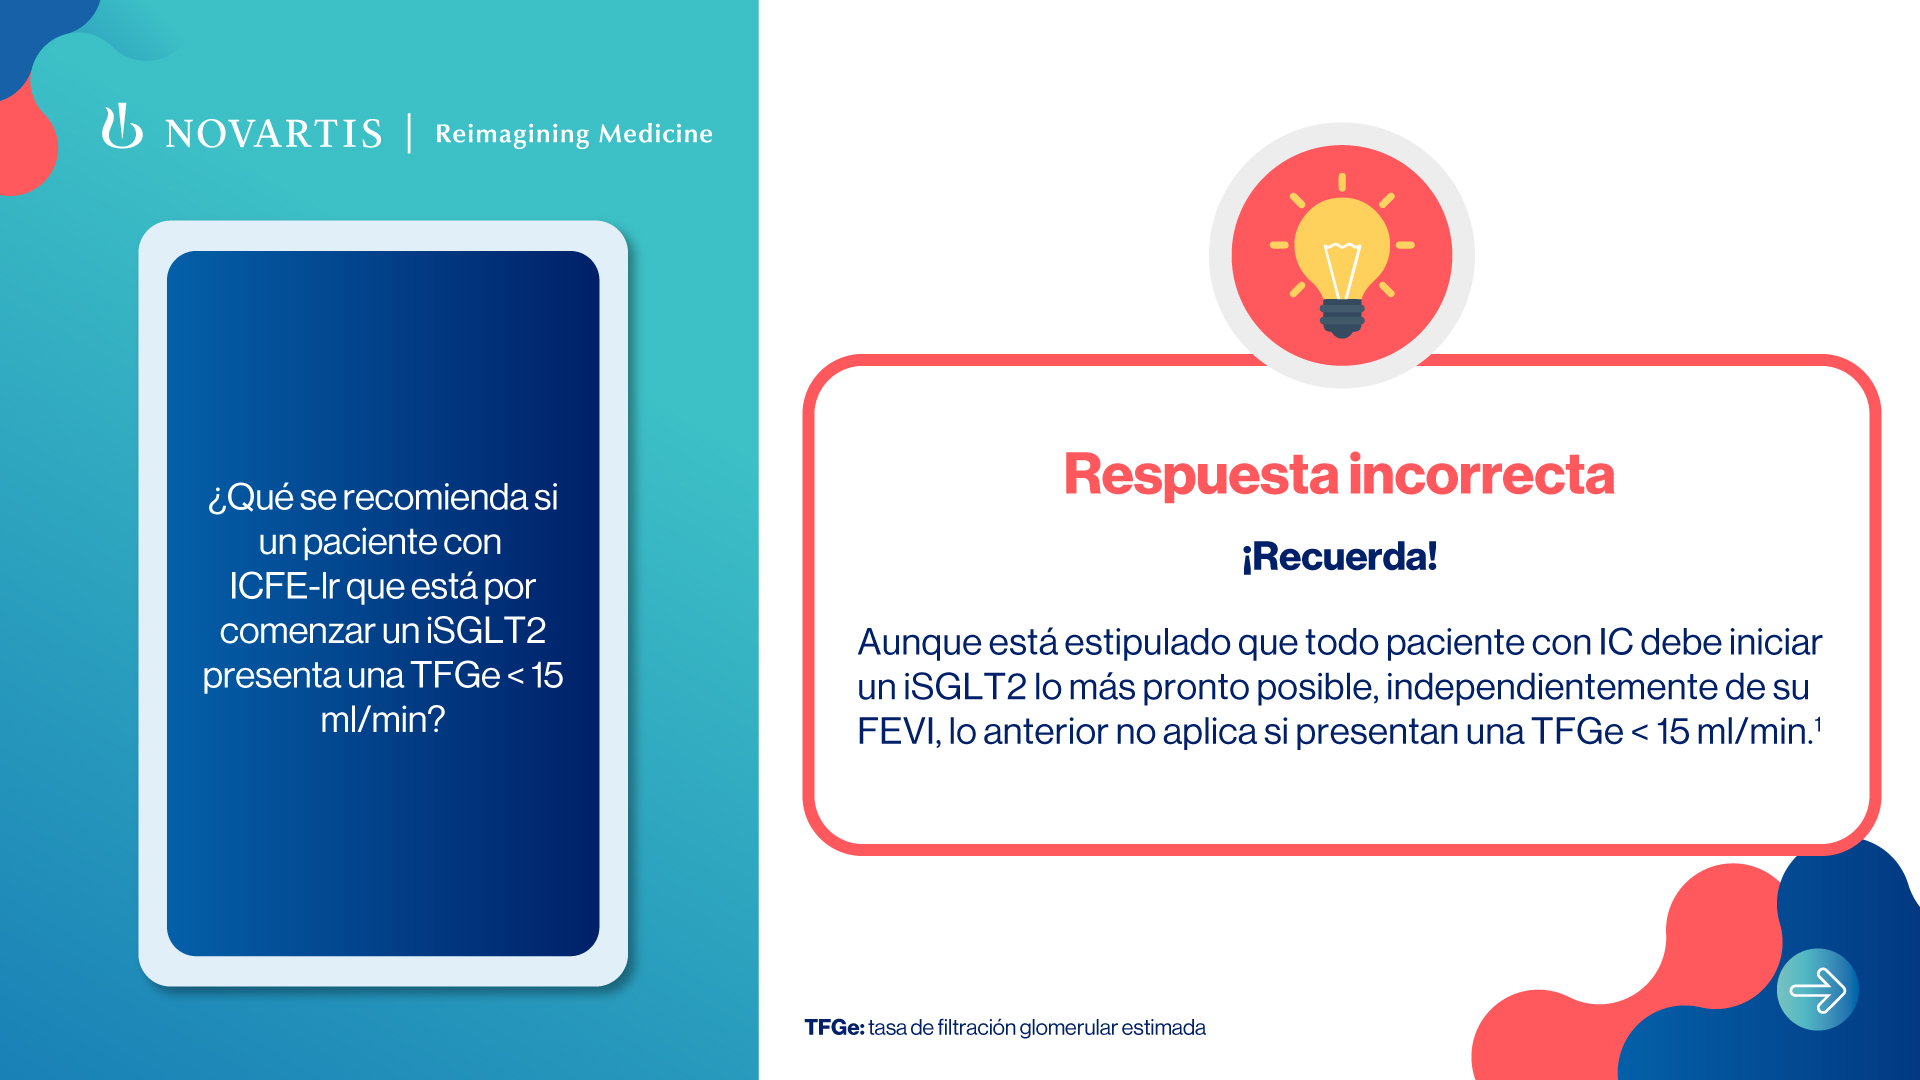 NOVARTIS | Reimagining Medicine
¿Qué se recomienda si
un paciente con
ICFE-Ir que está por
comenzar un iSGLT2
presenta una TFGe < 15
ml/min?
Respuesta incorrecta
¡Recuerda!
Aunque está estipulado que todo paciente con IC debe iniciar
un iSGLT2 lo más pronto posible, independientemente de su
FEVI, lo anterior no aplica si presentan una TFGe < 15 ml/min.¹
TFGe: tasa de filtración glomerular estimada